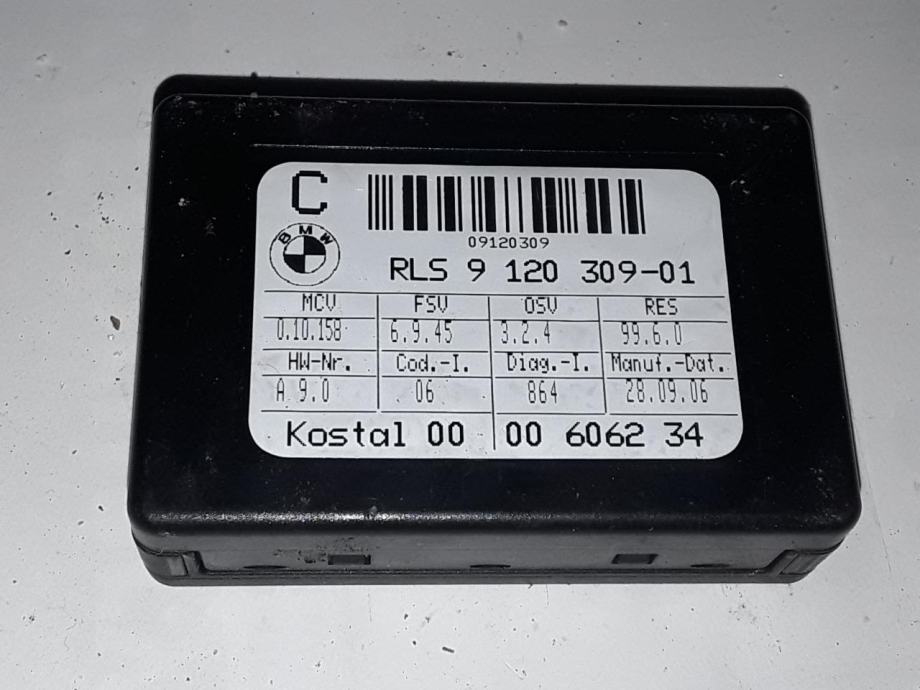 C
09120309
BMW
RLS 9 120 309-01
MCV FSV OSV RES
0.10.158 6.9.45 3.2.4 99.6.0
HW-Nr. Cod.-I. Diag.-I. Manuf.-Dat.
A 9.0 06 864 28.09.06
Kostal 00 00 6062 34